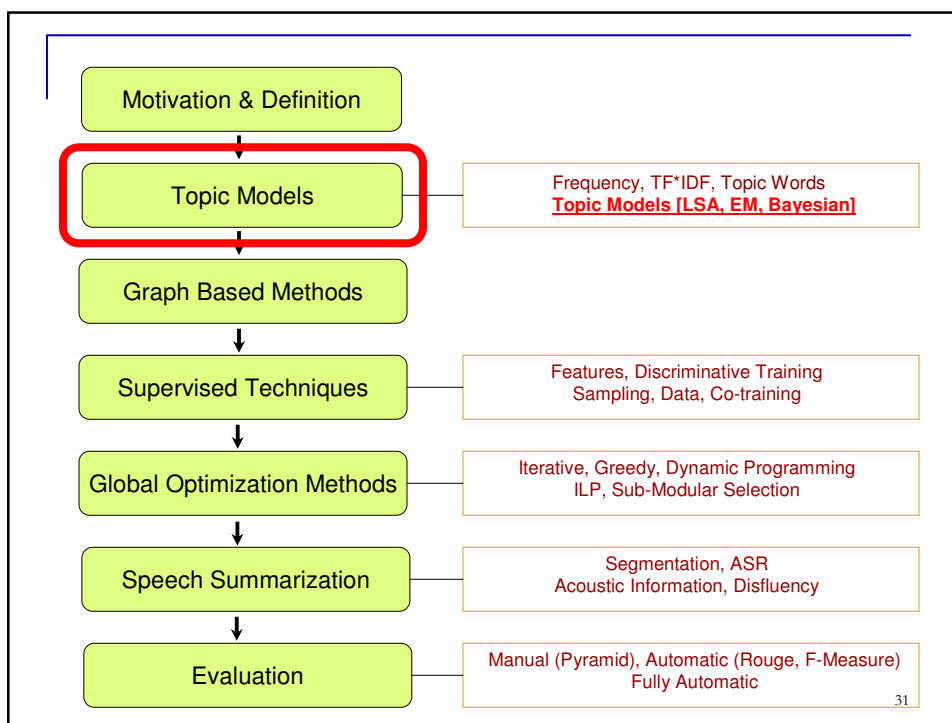 Motivation & Definition
Topic Models
Frequency, TF*IDF, Topic Words
Topic Models [LSA, EM, Bayesian]
Graph Based Methods
Supervised Techniques
Features, Discriminative Training
Sampling, Data, Co-training
Global Optimization Methods
Iterative, Greedy, Dynamic Programming
ILP, Sub-Modular Selection
Speech Summarization
Segmentation, ASR
Acoustic Information, Disfluency
Evaluation
Manual (Pyramid), Automatic (Rouge, F-Measure)
Fully Automatic
31